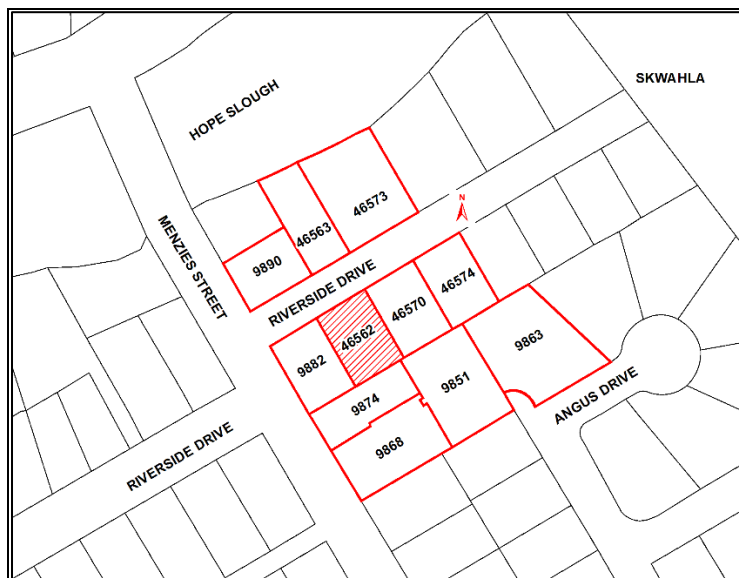 SKWAHLA
HOPE SLOUGH
46573
46563
N
9890
MENZIES STREET
RIVERSIDE DRIVE
46574
46570
46562
9863
9882
9851
9874
ANGUS DRIVE
9868
RIVERSIDE DRIVE